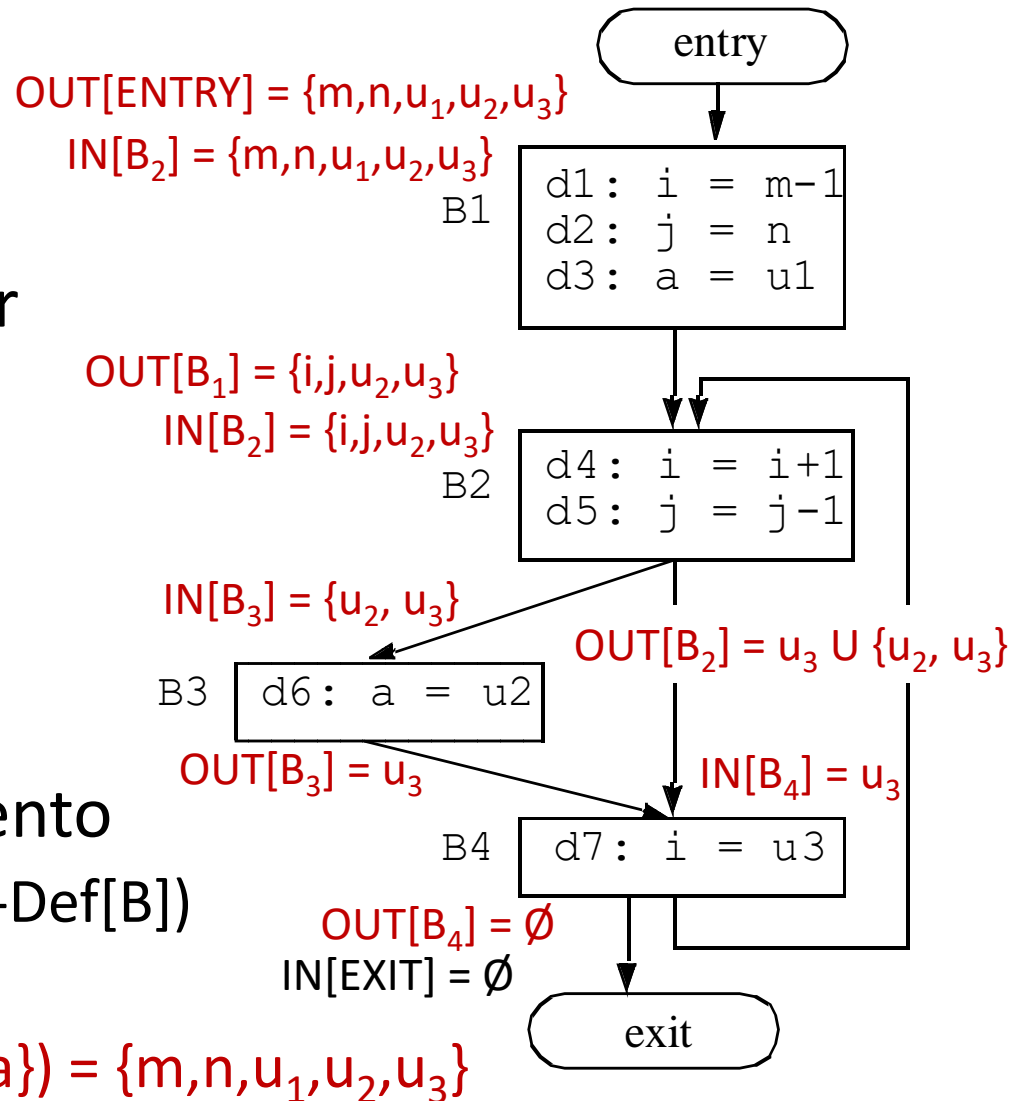 entry
OUT[ENTRY] = {m,n,u₁,u₂,u₃}
IN[B₂] = {m,n,u₁,u₂,u₃}
B1
d1: i = m-1
d2: j = n
d3: a = u1
r
OUT[B₁] = {i,j,u₂,u₃}
IN[B₂] = {i,j,u₂,u₃}
B2
d4: i = i+1
d5: j = j-1
IN[B₃] = {u₂, u₃}
OUT[B₂] = u₃ U {u₂, u₃}
B3
d6: a = u2
OUT[B₃] = u₃
IN[B₄] = u₃
ento
B4
d7: i = u3
-Def[B])
OUT[B₄] = Ø
IN[EXIT] = Ø
exit
a}) = {m,n,u₁,u₂,u₃}